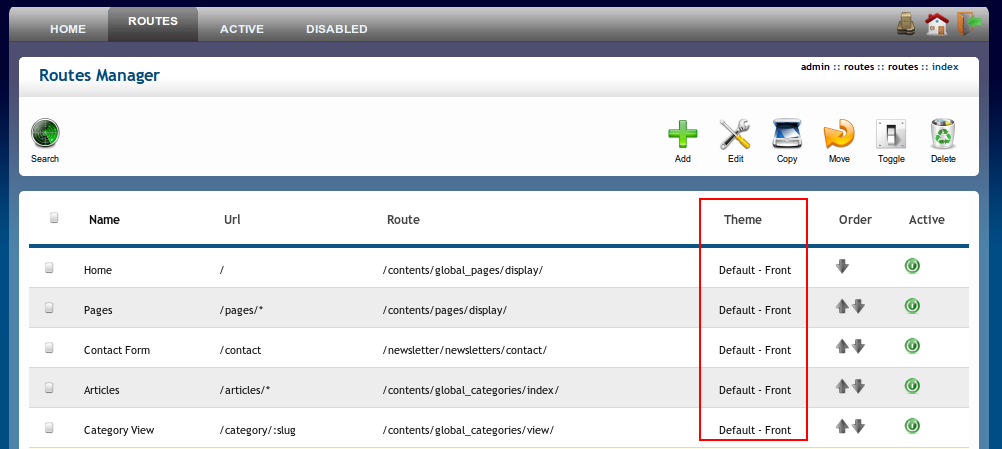 HOME ROUTES ACTIVE DISABLED
Routes Manager
admin :: routes :: routes :: index
Search Add Edit Copy Move Toggle Delete
Name Url Route Theme Order Active
Home / /contents/global_pages/display/ Default - Front
Pages /pages/* /contents/pages/display/ Default - Front
Contact Form /contact /newsletter/newsletters/contact/ Default - Front
Articles /articles/* /contents/global_categories/index/ Default - Front
Category View /category/:slug /contents/global_categories/view/ Default - Front